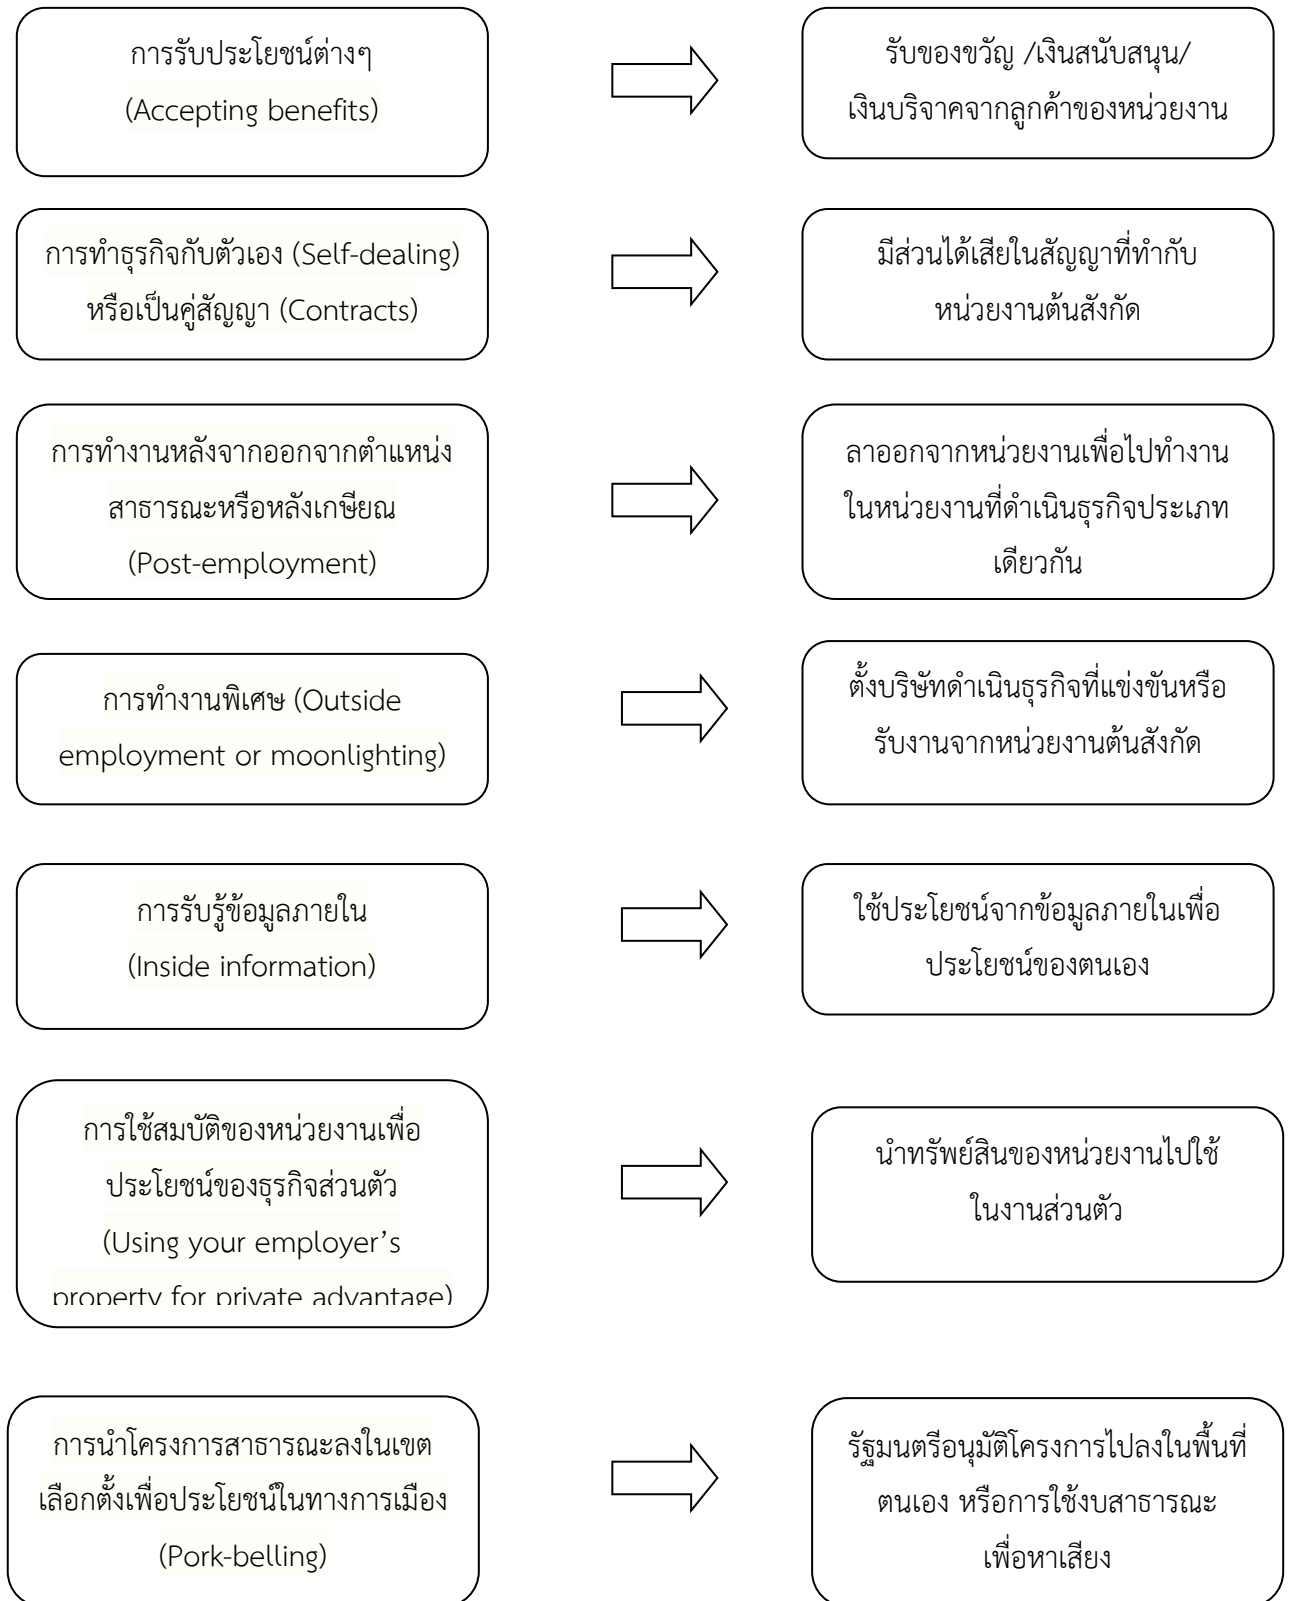 การรับประโยชน์ต่างๆ
(Accepting benefits)
รับของขวัญ /เงินสนับสนุน/
เงินบริจาคจากลูกค้าของหน่วยงาน
การทำธุรกิจกับตัวเอง (Self-dealing)
หรือเป็นคู่สัญญา (Contracts)
มีส่วนได้เสียในสัญญาที่ทำกับ
หน่วยงานต้นสังกัด
การทำงานหลังจากออกจากตำแหน่ง
สาธารณะหรือหลังเกษียณ
(Post-employment)
ลาออกจากหน่วยงานเพื่อไปทำงาน
ในหน่วยงานที่ดำเนินธุรกิจประเภท
เดียวกัน
การทำงานพิเศษ (Outside
employment or moonlighting)
ตั้งบริษัทดำเนินธุรกิจที่แข่งขันหรือ
รับงานจากหน่วยงานต้นสังกัด
การรับรู้ข้อมูลภายใน
(Inside information)
ใช้ประโยชน์จากข้อมูลภายในเพื่อ
ประโยชน์ของตนเอง
การใช้สมบัติของหน่วยงานเพื่อ
ประโยชน์ของธุรกิจส่วนตัว
(Using your employer’s
property for private advantage)
นำทรัพย์สินของหน่วยงานไปใช้
ในงานส่วนตัว
การนำโครงการสาธารณะลงในเขต
เลือกตั้งเพื่อประโยชน์ในทางการเมือง
(Pork-belling)
รัฐมนตรีอนุมัติโครงการไปลงในพื้นที่
ตนเอง หรือการใช้งบสาธารณะ
เพื่อหาเสียง